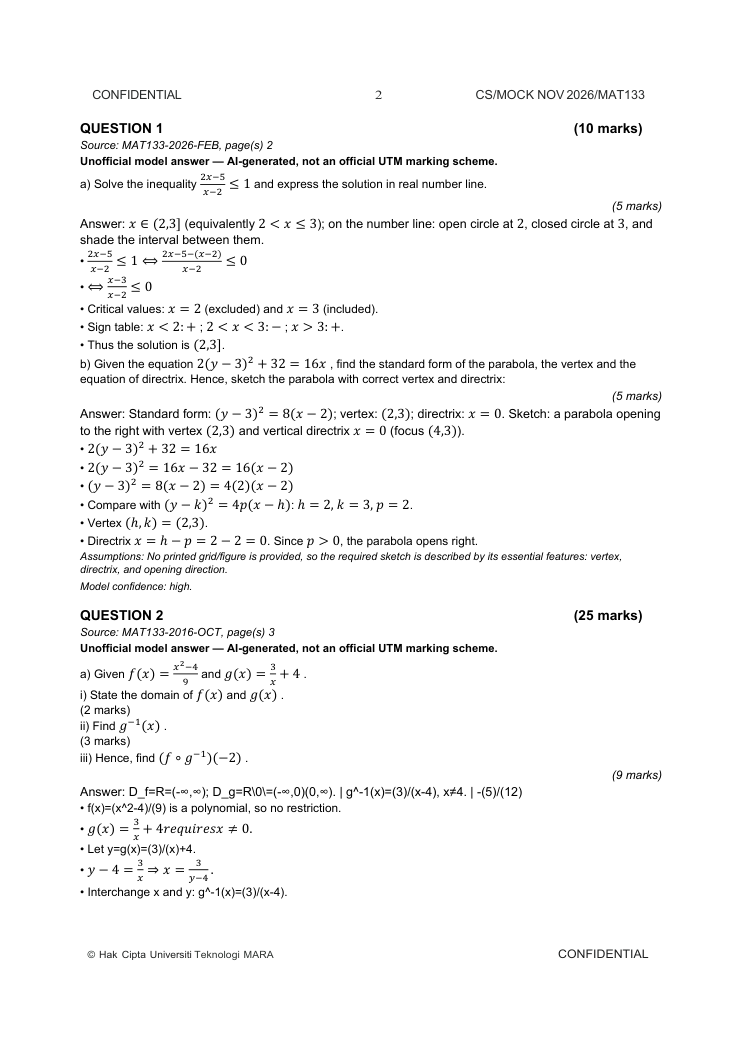 CONFIDENTIAL 2 CS/MOCK NOV 2026/MAT133
QUESTION 1 (10 marks)
Source: MAT133-2026-FEB, page(s) 2
Unofficial model answer — AI-generated, not an official UTM marking scheme.
a) Solve the inequality (2x−5)/(x−2) ≤ 1 and express the solution in real number line.
(5 marks)
Answer: x ∈ (2,3] (equivalently 2 < x ≤ 3); on the number line: open circle at 2, closed circle at 3, and
shade the interval between them.
• (2x−5)/(x−2) ≤ 1 ⟺ (2x−5−(x−2))/(x−2) ≤ 0
• ⟺ (x−3)/(x−2) ≤ 0
• Critical values: x = 2 (excluded) and x = 3 (included).
• Sign table: x < 2: + ; 2 < x < 3: − ; x > 3: +.
• Thus the solution is (2,3].
b) Given the equation 2(y − 3)² + 32 = 16x , find the standard form of the parabola, the vertex and the
equation of directrix. Hence, sketch the parabola with correct vertex and directrix:
(5 marks)
Answer: Standard form: (y − 3)² = 8(x − 2); vertex: (2,3); directrix: x = 0. Sketch: a parabola opening
to the right with vertex (2,3) and vertical directrix x = 0 (focus (4,3)).
• 2(y − 3)² + 32 = 16x
• 2(y − 3)² = 16x − 32 = 16(x − 2)
• (y − 3)² = 8(x − 2) = 4(2)(x − 2)
• Compare with (y − k)² = 4p(x − h): h = 2, k = 3, p = 2.
• Vertex (h, k) = (2,3).
• Directrix x = h − p = 2 − 2 = 0. Since p > 0, the parabola opens right.
Assumptions: No printed grid/figure is provided, so the required sketch is described by its essential features: vertex,
directrix, and opening direction.
Model confidence: high.
QUESTION 2 (25 marks)
Source: MAT133-2016-OCT, page(s) 3
Unofficial model answer — AI-generated, not an official UTM marking scheme.
a) Given f(x) = (x²−4)/9 and g(x) = 3/x + 4 .
i) State the domain of f(x) and g(x) .
(2 marks)
ii) Find g⁻¹(x) .
(3 marks)
iii) Hence, find (f ∘ g⁻¹)(−2) .
(9 marks)
Answer: D_f=R=(-∞,∞); D_g=R\0\=(-∞,0)(0,∞). | g^-1(x)=(3)/(x-4), x≠4. | -(5)/(12)
• f(x)=(x^2-4)/(9) is a polynomial, so no restriction.
• g(x) = 3/x + 4requiresx ≠ 0.
• Let y=g(x)=(3)/(x)+4.
• y − 4 = 3/x ⇒ x = 3/(y−4).
• Interchange x and y: g^-1(x)=(3)/(x-4).
© Hak Cipta Universiti Teknologi MARA CONFIDENTIAL